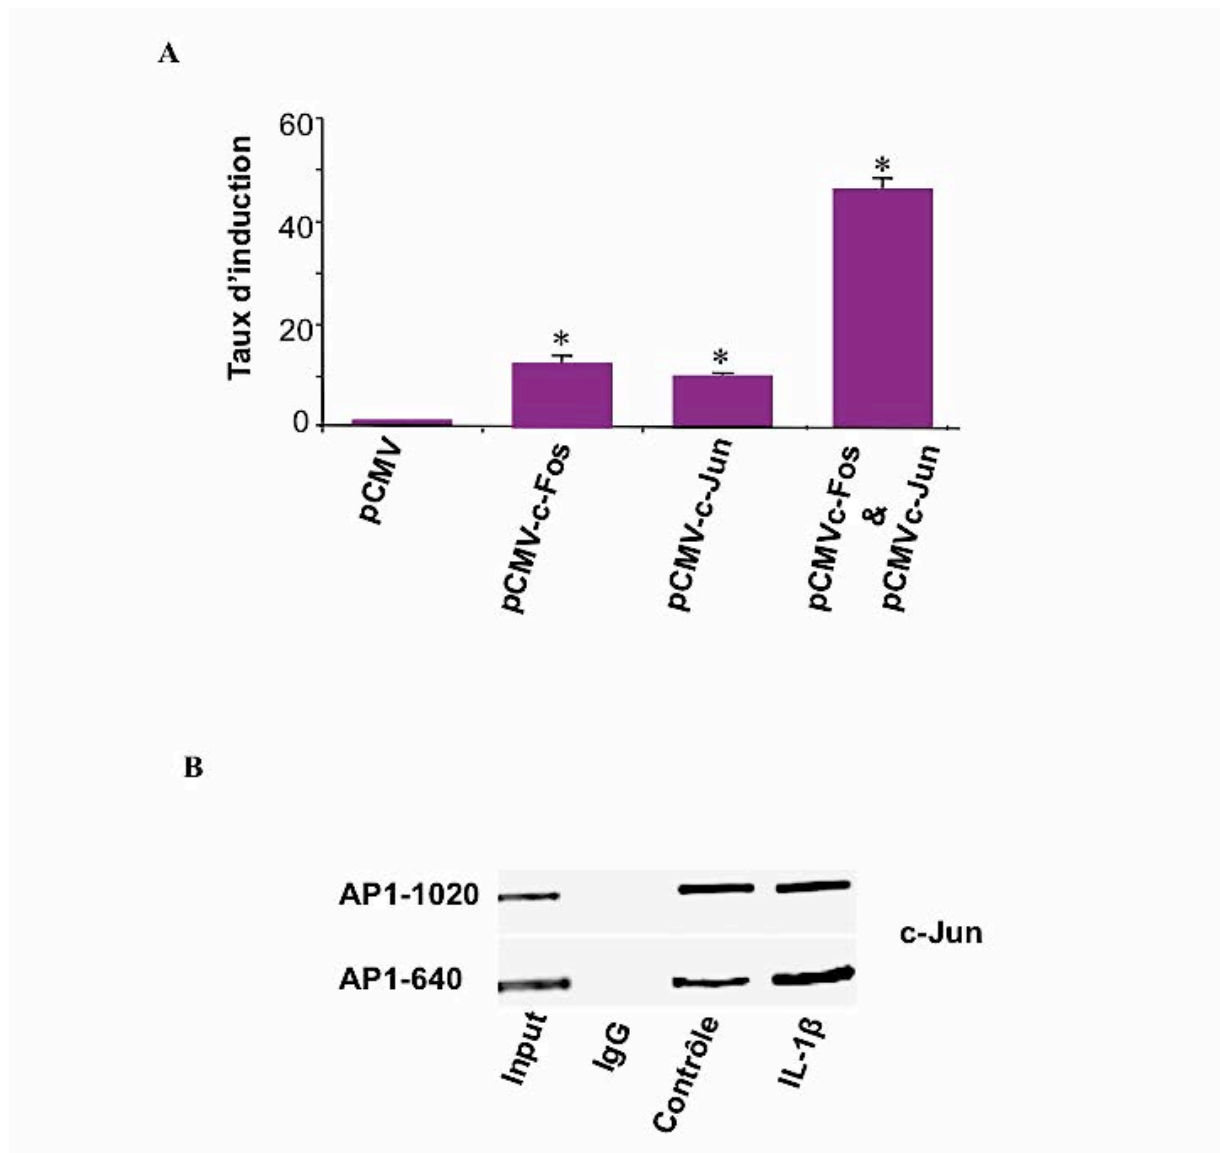 A
Taux d'induction
60
40
20
0
*
*
*
pCMV
pCMV-c-Fos
pCMV-c-Jun
pCMVc-Fos
&
pCMVc-Jun
B
AP1-1020
AP1-640
c-Jun
Input
IgG
Contrôle
IL-1β